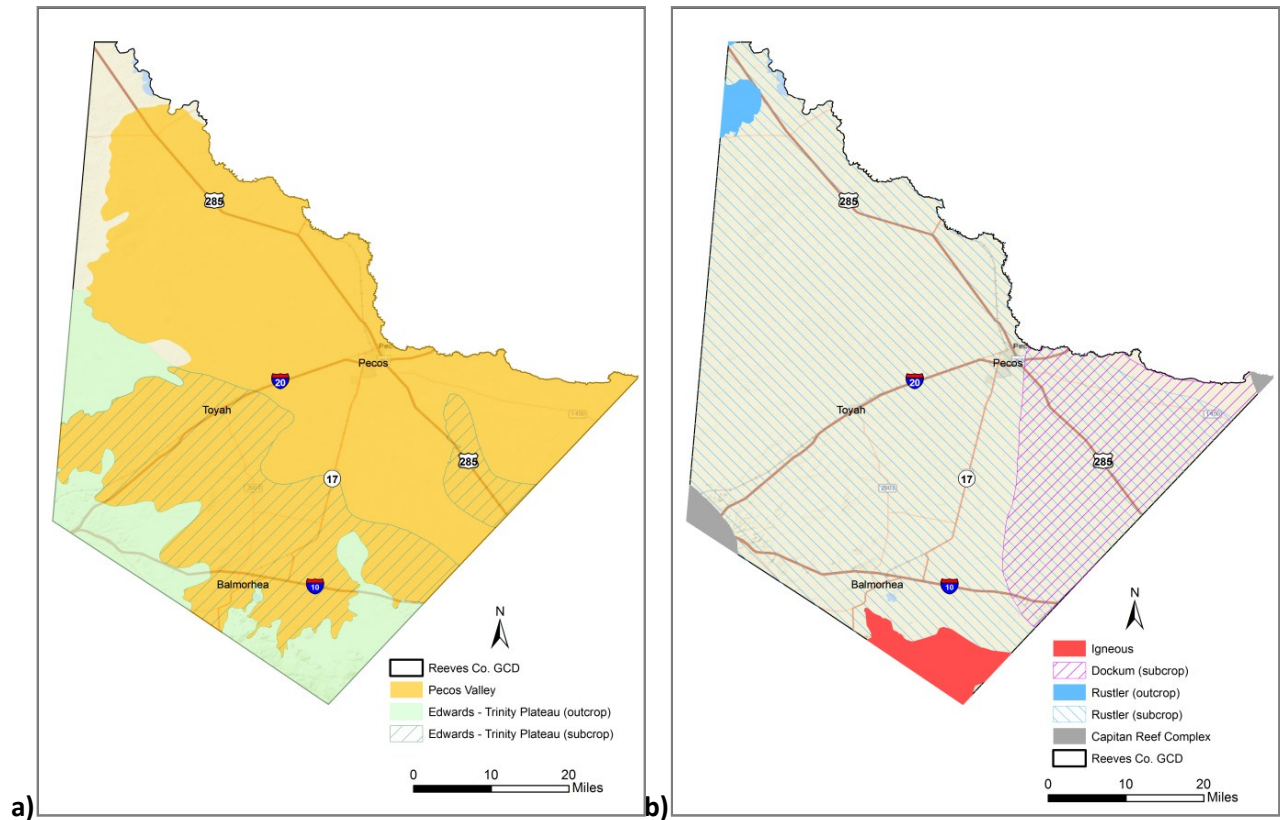 285
Pecos
20
Toyah
285
17
Balmorhea
10
N
Reeves Co. GCD
Pecos Valley
Edwards - Trinity Plateau (outcrop)
Edwards - Trinity Plateau (subcrop)
0 10 20
Miles
a)
285
Pecos
20
Toyah
285
17
Balmorhea
10
N
Igneous
Dockum (subcrop)
Rustler (outcrop)
Rustler (subcrop)
Capitan Reef Complex
Reeves Co. GCD
0 10 20
Miles
b)